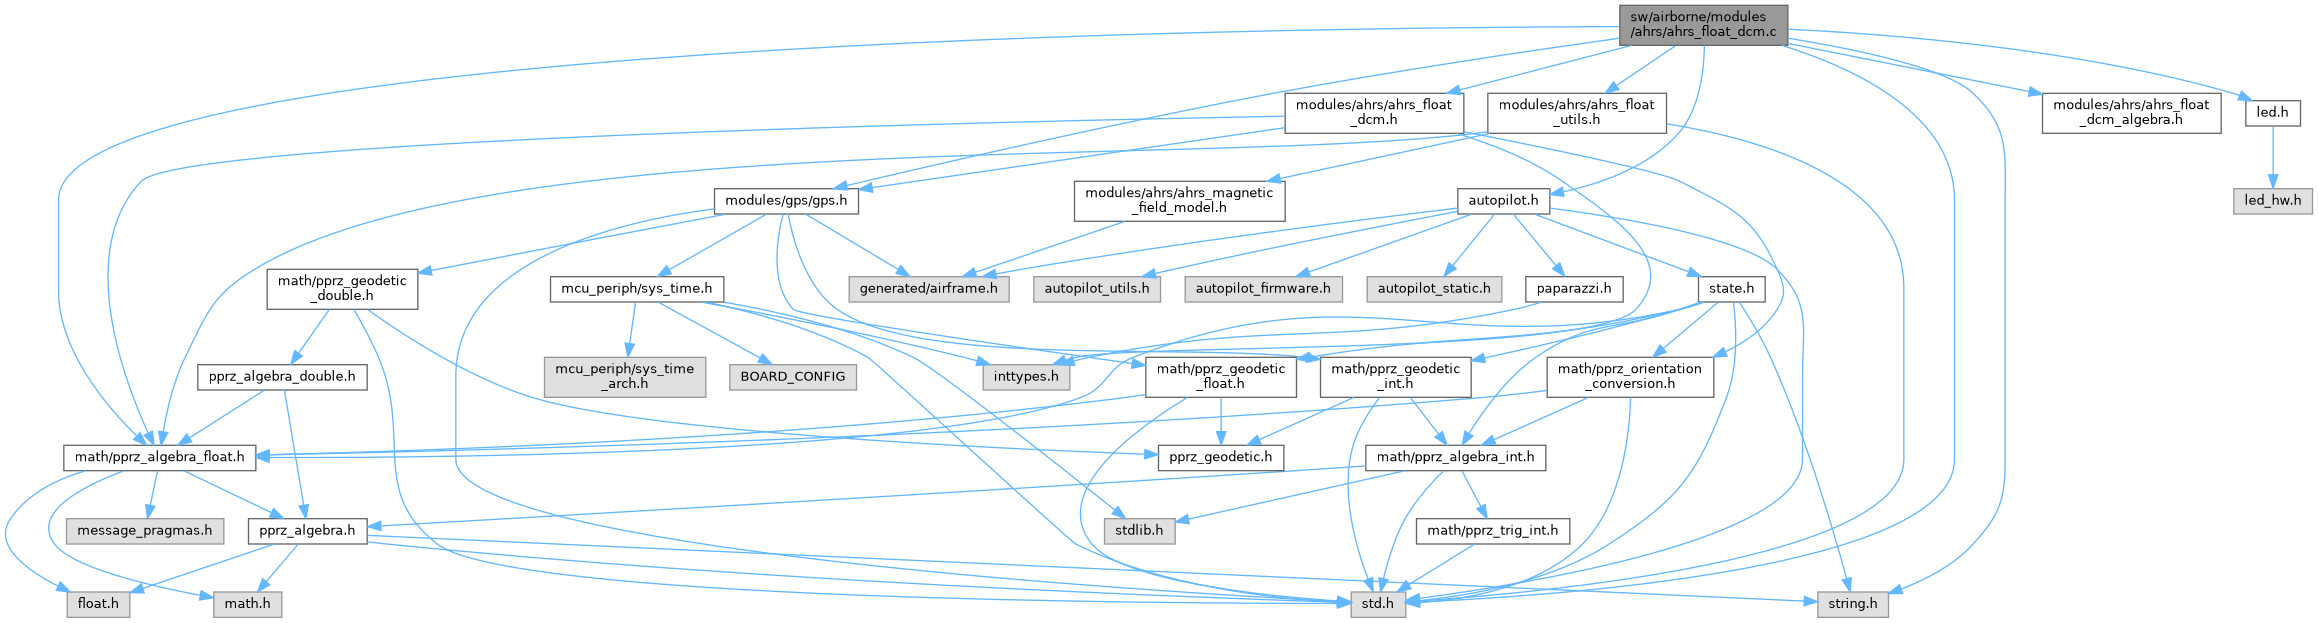 sw/airborne/modules
/ahrs/ahrs_float_dcm.c
modules/ahrs/ahrs_float
_dcm.h
modules/ahrs/ahrs_float
_utils.h
modules/ahrs/ahrs_float
_dcm_algebra.h
led.h
modules/gps/gps.h
modules/ahrs/ahrs_magnetic
_field_model.h
autopilot.h
led_hw.h
math/pprz_geodetic
_double.h
mcu_periph/sys_time.h
generated/airframe.h
autopilot_utils.h
autopilot_firmware.h
autopilot_static.h
paparazzi.h
state.h
pprz_algebra_double.h
mcu_periph/sys_time
_arch.h
BOARD_CONFIG
inttypes.h
math/pprz_geodetic
_float.h
math/pprz_geodetic
_int.h
math/pprz_orientation
_conversion.h
math/pprz_algebra_float.h
pprz_geodetic.h
math/pprz_algebra_int.h
message_pragmas.h
pprz_algebra.h
stdlib.h
math/pprz_trig_int.h
float.h
math.h
std.h
string.h